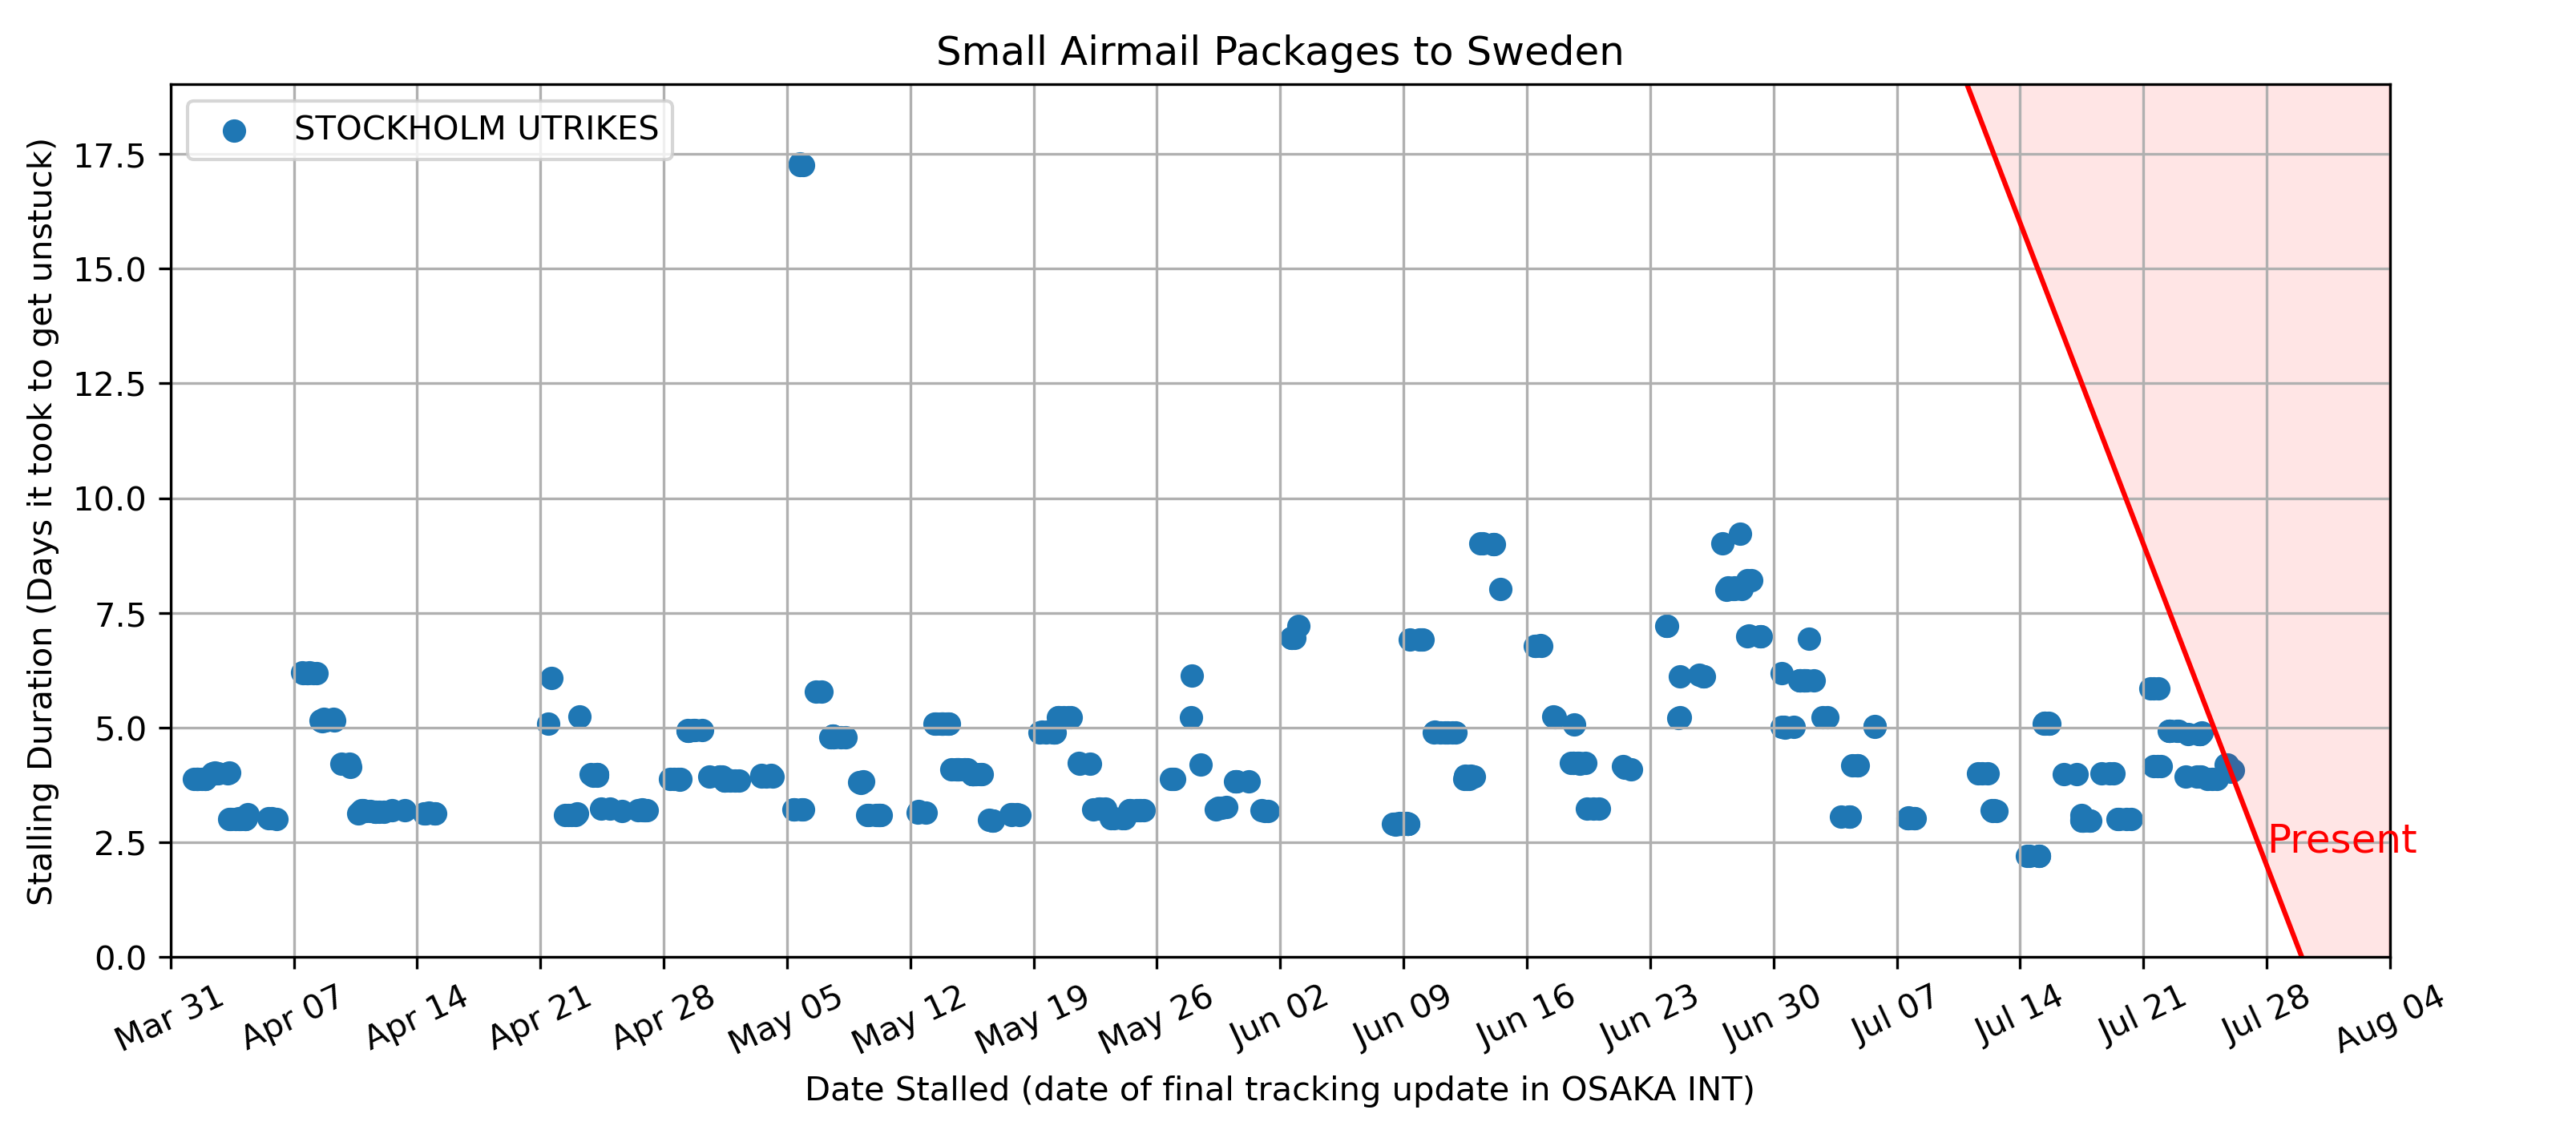 Small Airmail Packages to Sweden
STOCKHOLM UTRIKES
Stalling Duration (Days it took to get unstuck)
17.5
15.0
12.5
10.0
7.5
5.0
2.5
0.0
Present
Mar 31
Apr 07
Apr 14
Apr 21
Apr 28
May 05
May 12
May 19
May 26
Jun 02
Jun 09
Jun 16
Jun 23
Jun 30
Jul 07
Jul 14
Jul 21
Jul 28
Aug 04
Date Stalled (date of final tracking update in OSAKA INT)